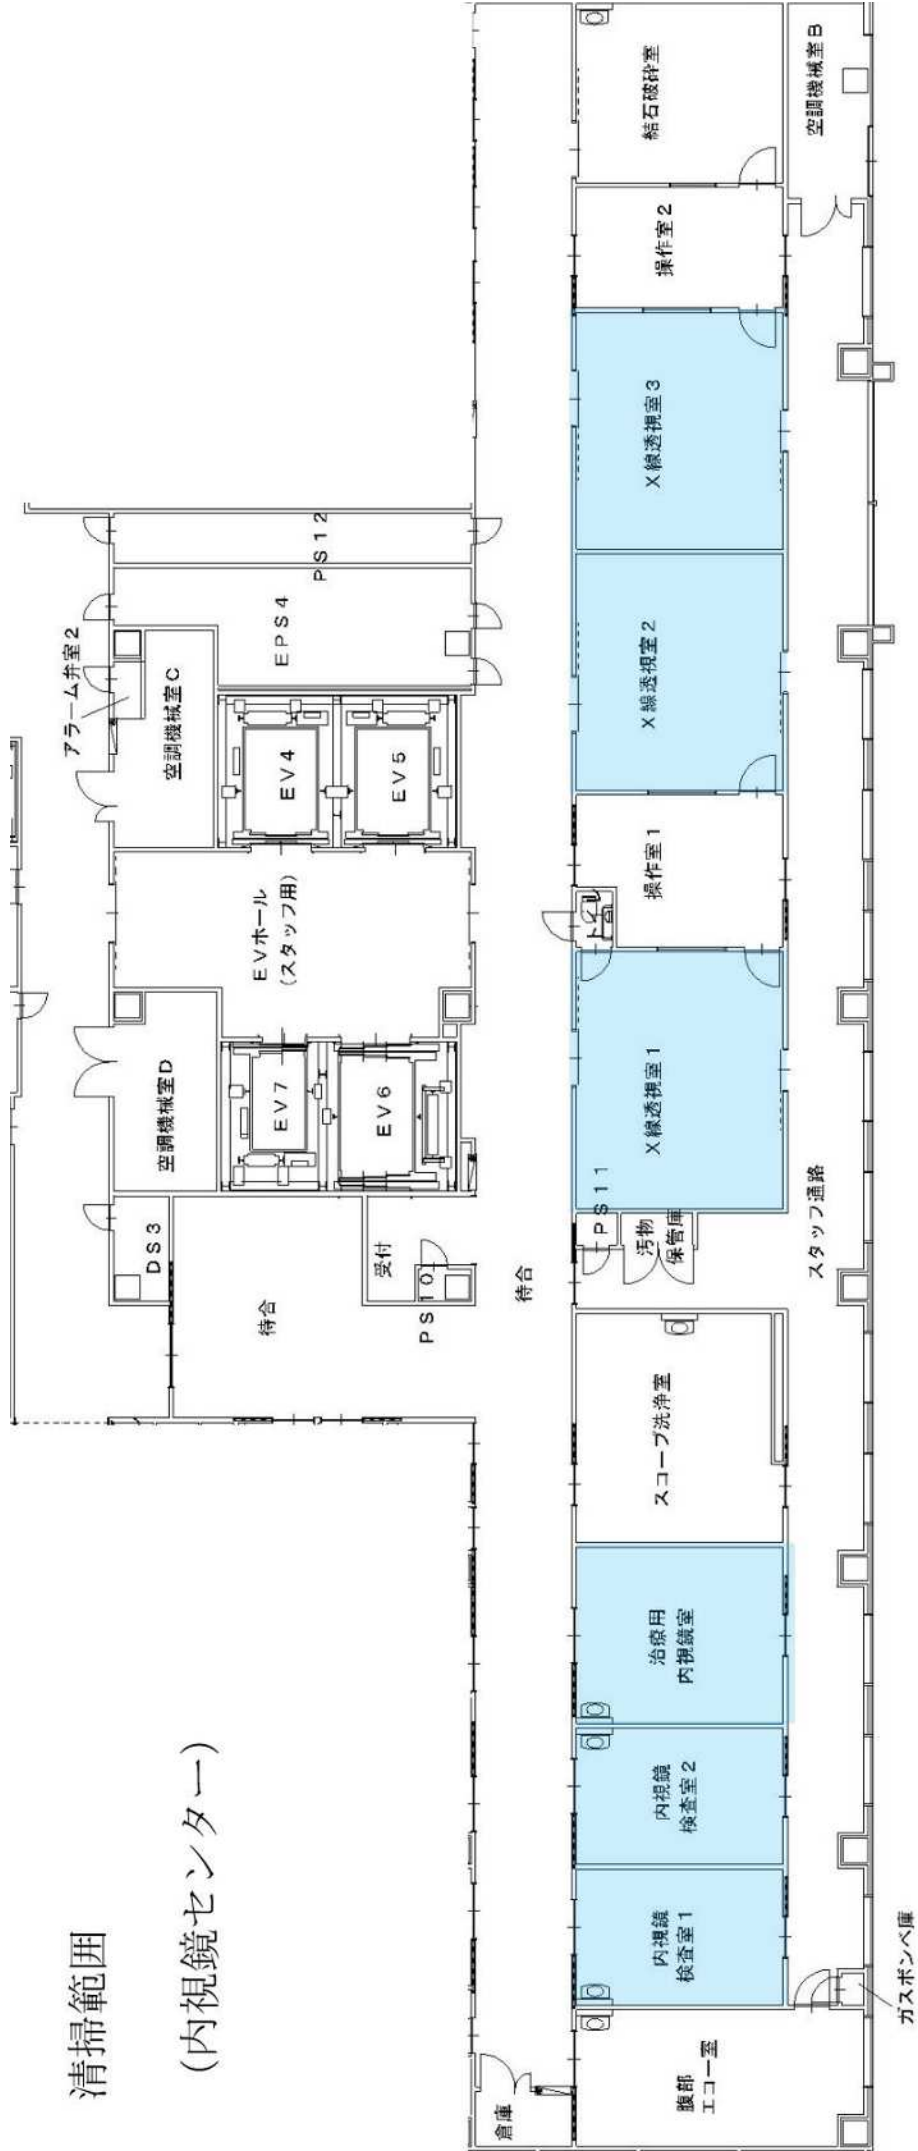 清掃範囲
(内視鏡センター)
アラーム弁室2
DS3
空調機械室D
空調機械室C
待合
受付
PS10
EV7
EV6
EVホール
(スタッフ用)
EV4
EV5
EPS4
PS12
待合
倉庫
腹部
エコー室
内視鏡
検査室1
内視鏡
検査室2
治療用
内視鏡室
スコープ洗浄室
PS11
汚物
保管庫
X線透視室1
トイレ
操作室1
X線透視室2
X線透視室3
操作室2
結石破砕室
ガスボンベ庫
スタッフ通路
空調機械室B